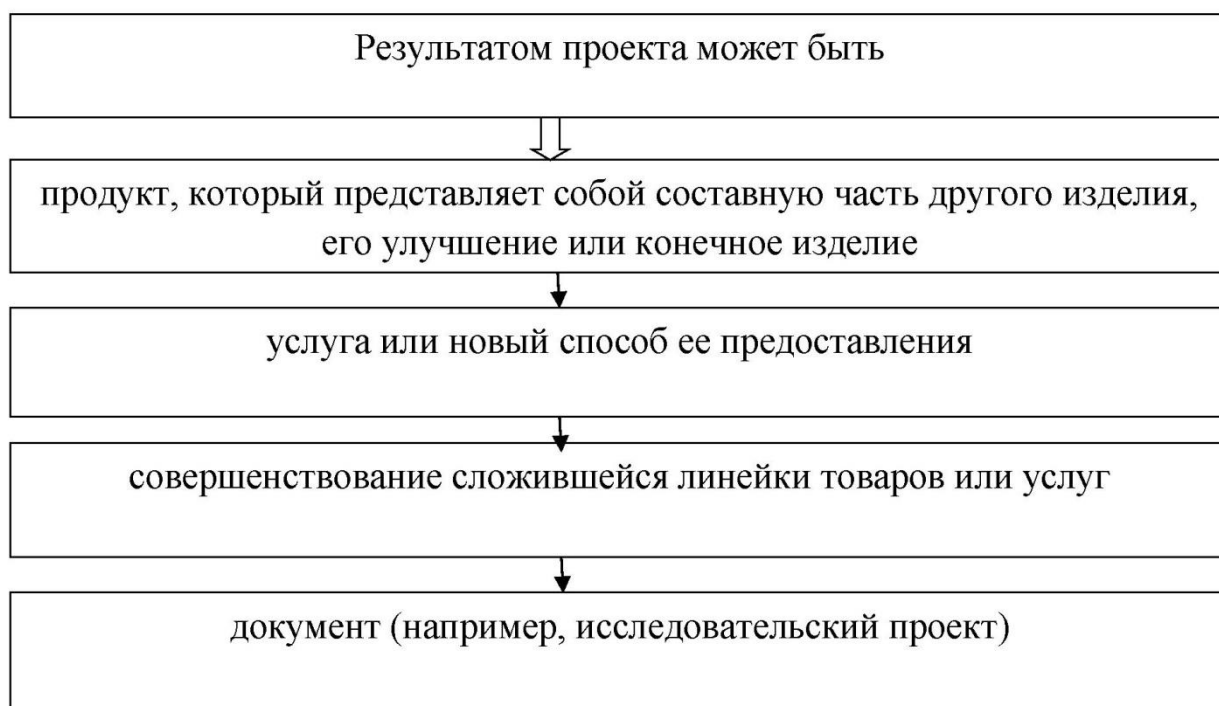 Результатом проекта может быть
продукт, который представляет собой составную часть другого изделия,
его улучшение или конечное изделие
услуга или новый способ ее предоставления
совершенствование сложившейся линейки товаров или услуг
документ (например, исследовательский проект)